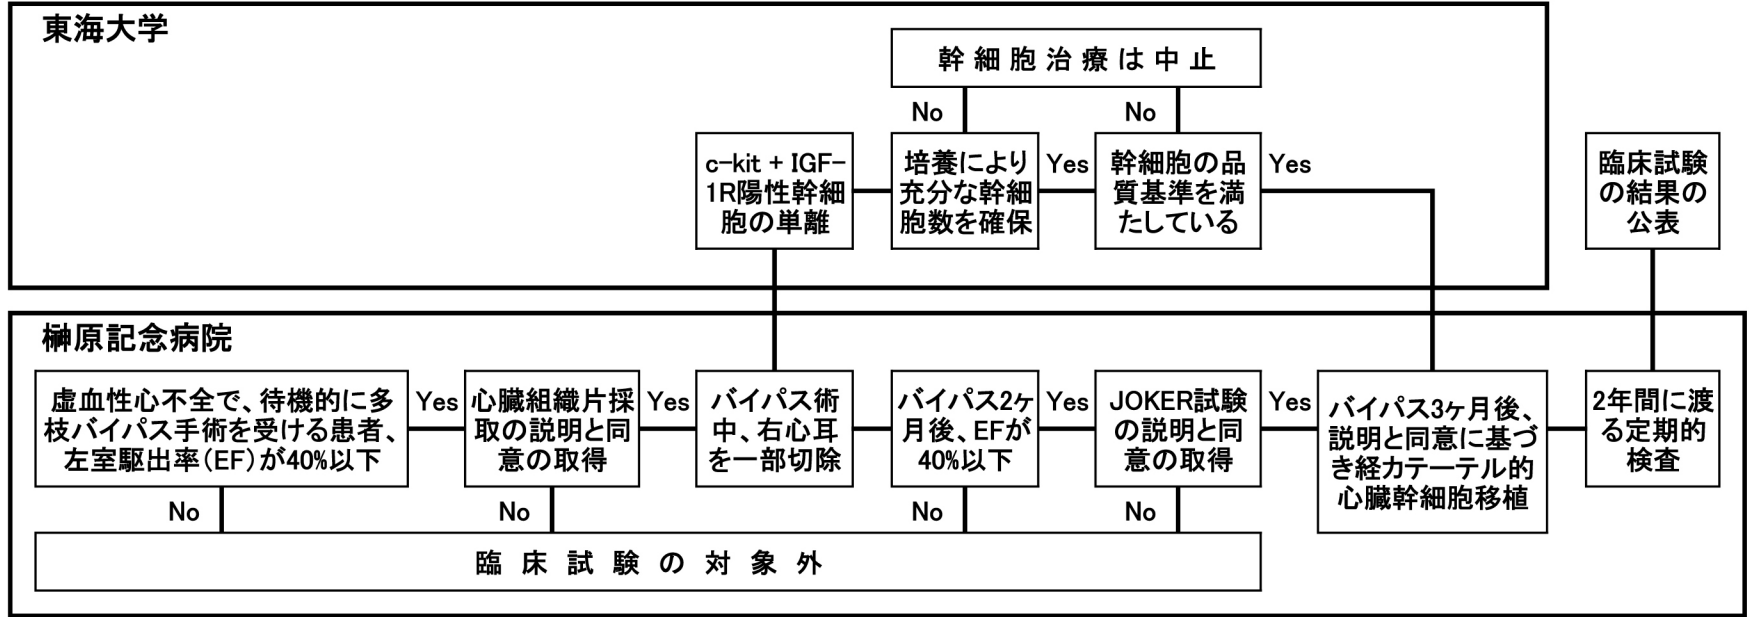 東海大学
幹細胞治療は中止
No
No
c-kit + IGF-
1R陽性幹細
胞の単離
培養により
充分な幹細
胞数を確保
Yes
幹細胞の品
質基準を満
たしている
Yes
臨床試験
の結果の
公表
榊原記念病院
虚血性心不全で、待機的に多
枝バイパス手術を受ける患者、
左室駆出率(EF)が40%以下
Yes
心臓組織片採
取の説明と同
意の取得
Yes
バイパス術
中、右心耳
を一部切除
バイパス2ヶ
月後、EFが
40%以下
Yes
JOKER試験
の説明と同
意の取得
Yes
バイパス3ヶ月後、
説明と同意に基づ
き経カテーテル的
心臓幹細胞移植
2年間に渡
る定期的
検査
No
No
No
No
臨床試験の対象外